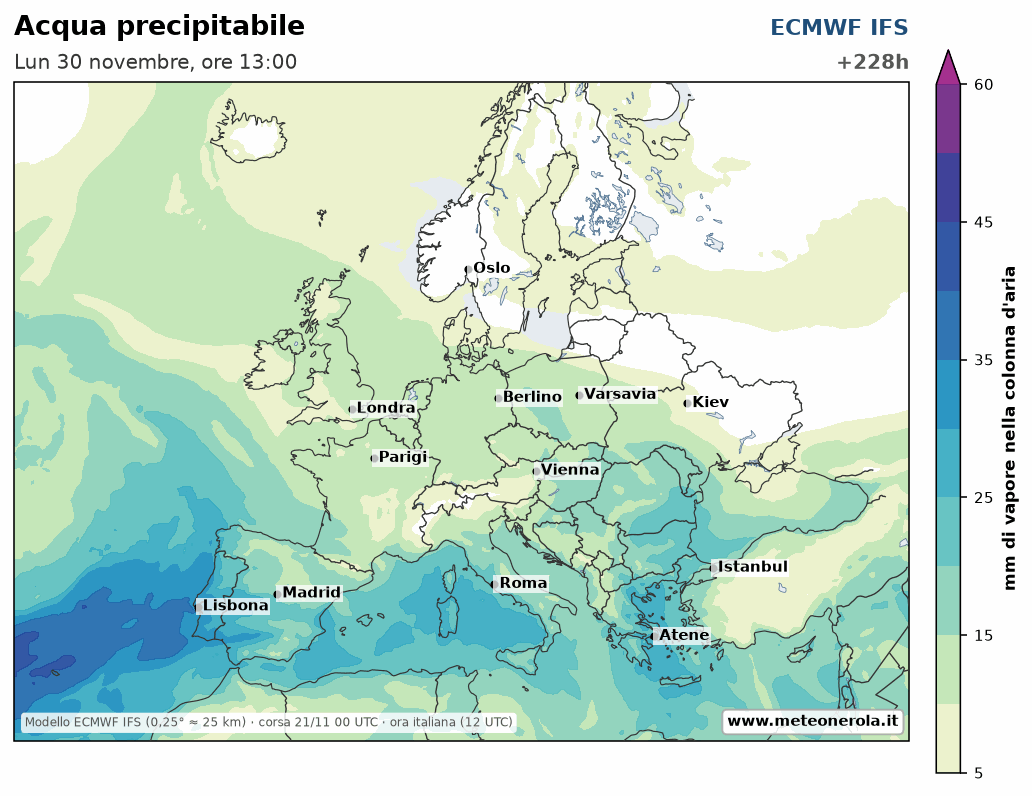 Acqua precipitabile
ECMWF IFS
Lun 30 novembre, ore 13:00
+228h
60
45
35
25
15
5
mm di vapore nella colonna d'aria
Oslo
Londra
Berlino
Varsavia
Kiev
Parigi
Vienna
Istanbul
Madrid
Roma
Lisbona
Atene
Modello ECMWF IFS (0,25° ≈ 25 km) · corsa 21/11 00 UTC · ora italiana (12 UTC)
www.meteonerola.it